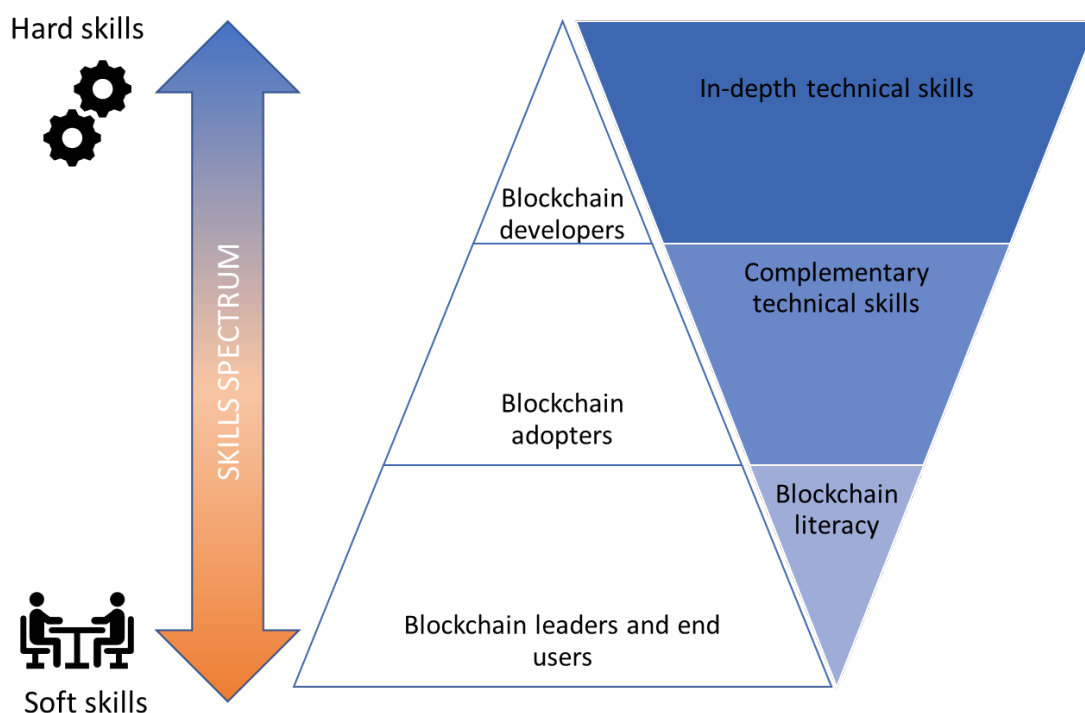 Hard skills
SKILLS SPECTRUM
Soft skills
Blockchain
developers
Blockchain
adopters
Blockchain leaders and end
users
In-depth technical skills
Complementary
technical skills
Blockchain
literacy